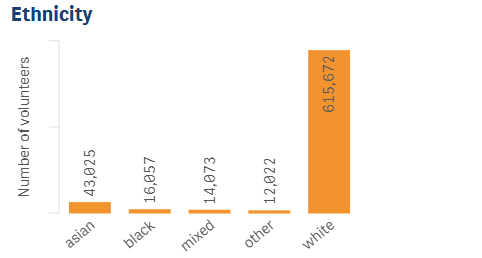 Ethnicity
Number of volunteers
43,025
16,057
14,073
12,022
615,672
asian
black
mixed
other
white